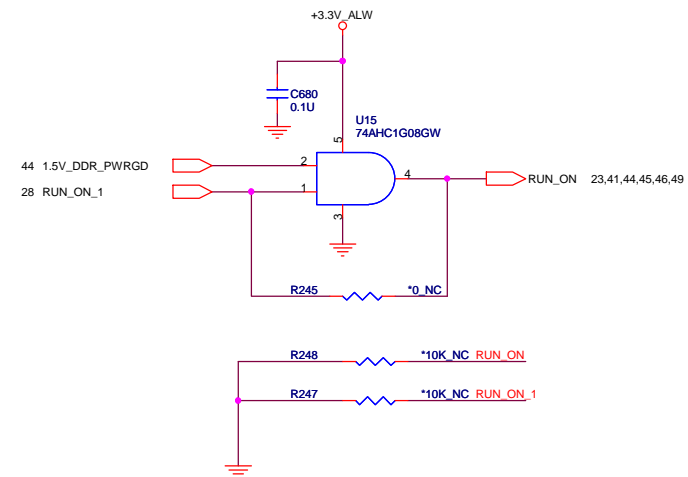 +3.3V_ALW
C680
0.1U
U15
74AHC1G08GW
5
44 1.5V_DDR_PWRGD
2
4
RUN_ON 23,41,44,45,46,49
28 RUN_ON_1
1
3
R245 *0_NC
R248 *10K_NC RUN_ON
R247 *10K_NC RUN_ON_1